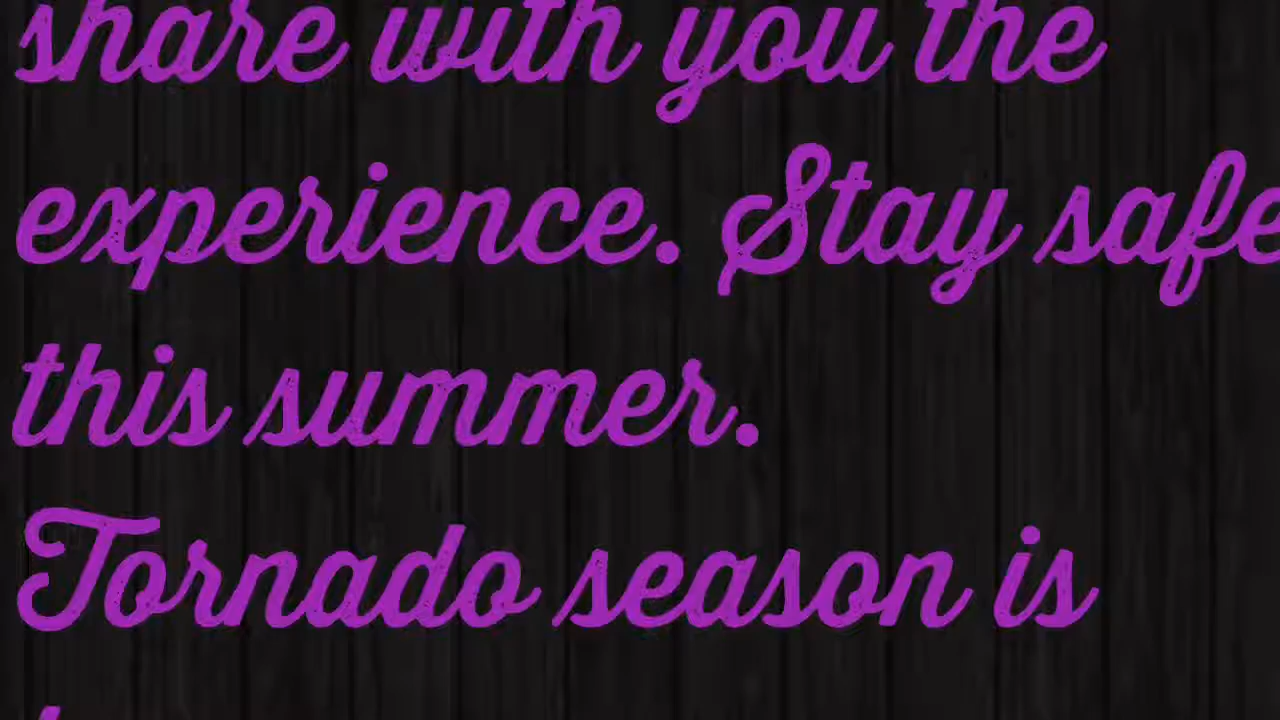 share with you the
experience. Stay safe
this summer.
Tornado season is